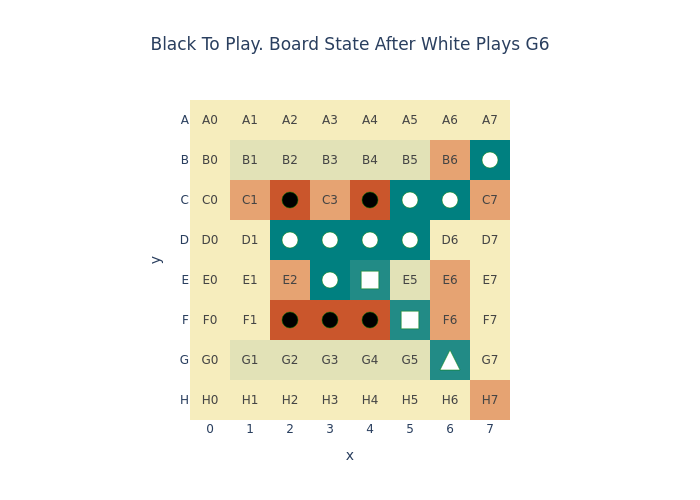 Black To Play. Board State After White Plays G6
A A0 A1 A2 A3 A4 A5 A6 A7
B B0 B1 B2 B3 B4 B5 B6
C C0 C1 C3 C7
D D0 D1 D6 D7
y
E E0 E1 E2 E5 E6 E7
F F0 F1 F6 F7
G G0 G1 G2 G3 G4 G5 G7
H H0 H1 H2 H3 H4 H5 H6 H7
0 1 2 3 4 5 6 7
x